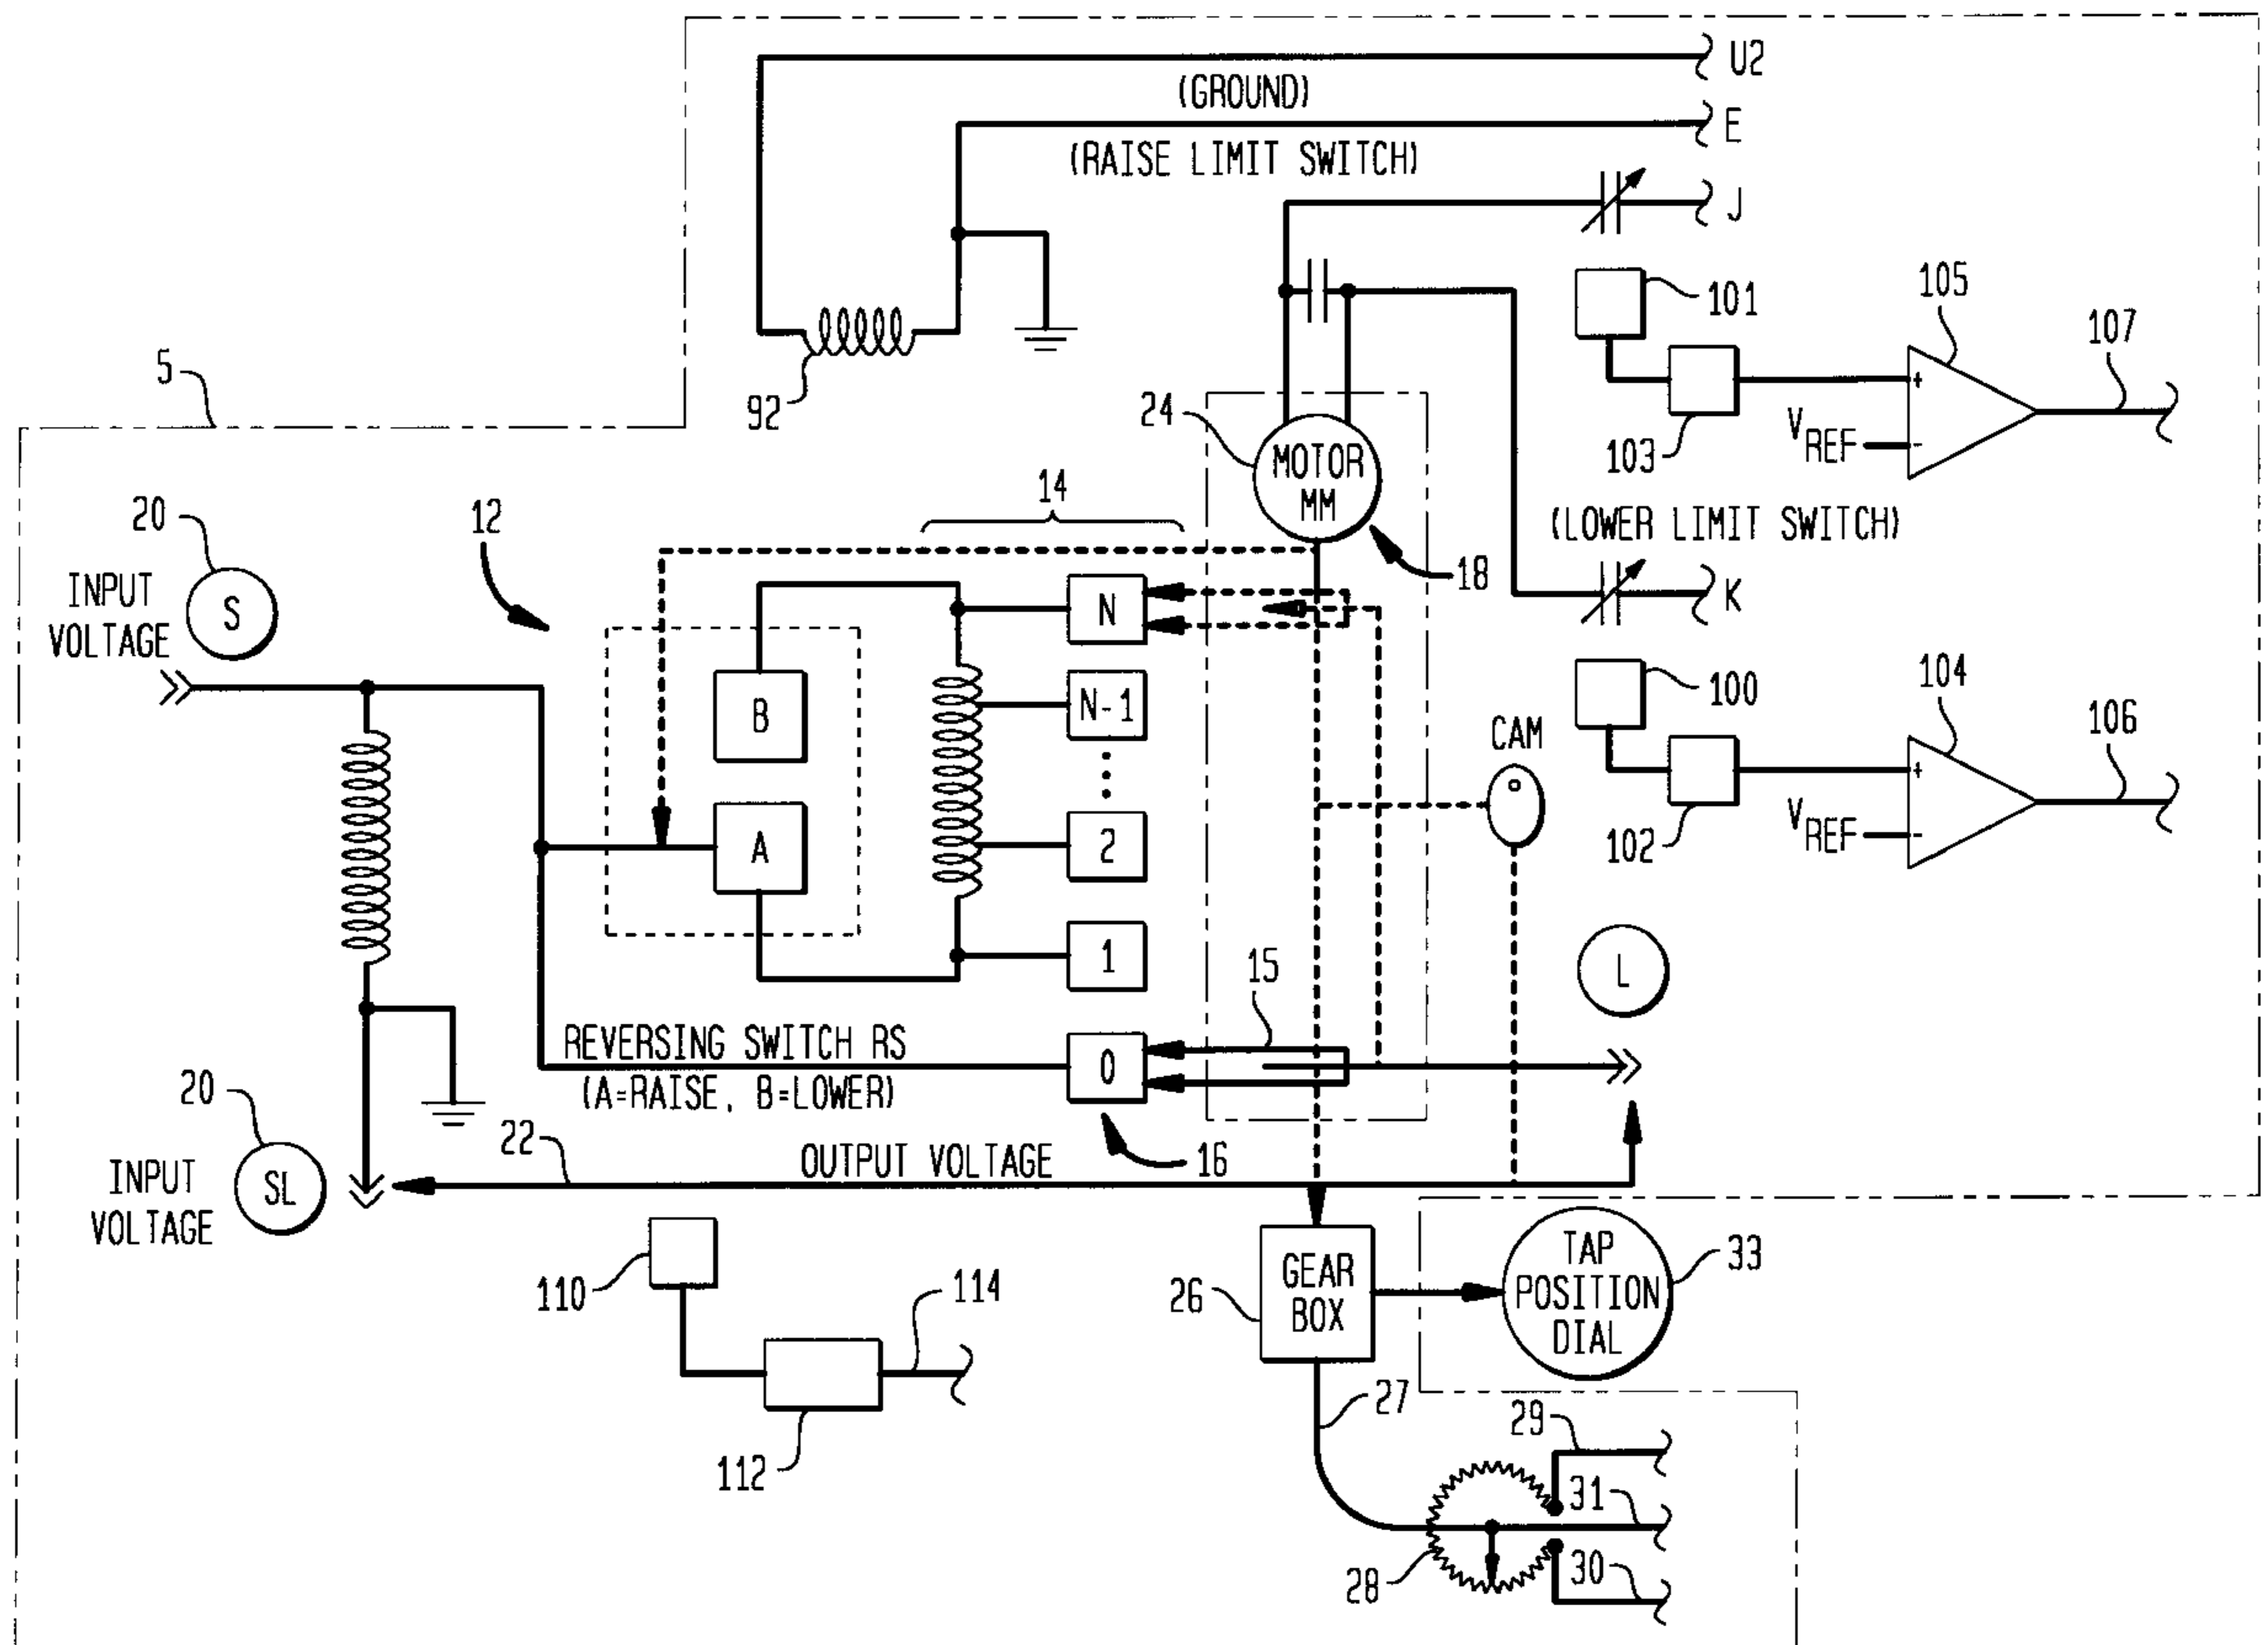 U2
(GROUND)
E
(RAISE LIMIT SWITCH)
J
101
105
107
5
92
24
MOTOR
MM
103
VREF
+
-
20
12
14
(LOWER LIMIT SWITCH)
18
K
INPUT
VOLTAGE
S
N
B
N-1
100
104
106
CAM
A
2
102
VREF
+
-
1
15
L
REVERSING SWITCH RS
(A=RAISE, B=LOWER)
0
20
22
OUTPUT VOLTAGE
16
INPUT
VOLTAGE
SL
110
114
112
26
GEAR
BOX
TAP
POSITION
DIAL
33
27
29
31
28
30